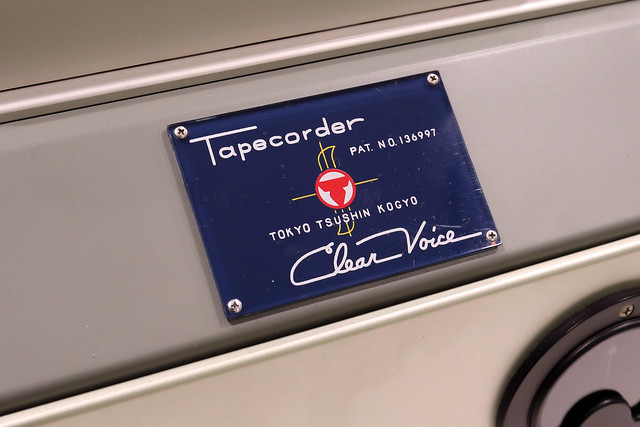 Tapecorder
PAT. NO. 136997
TOKYO TSUSHIN KOGYO
Clear Voice